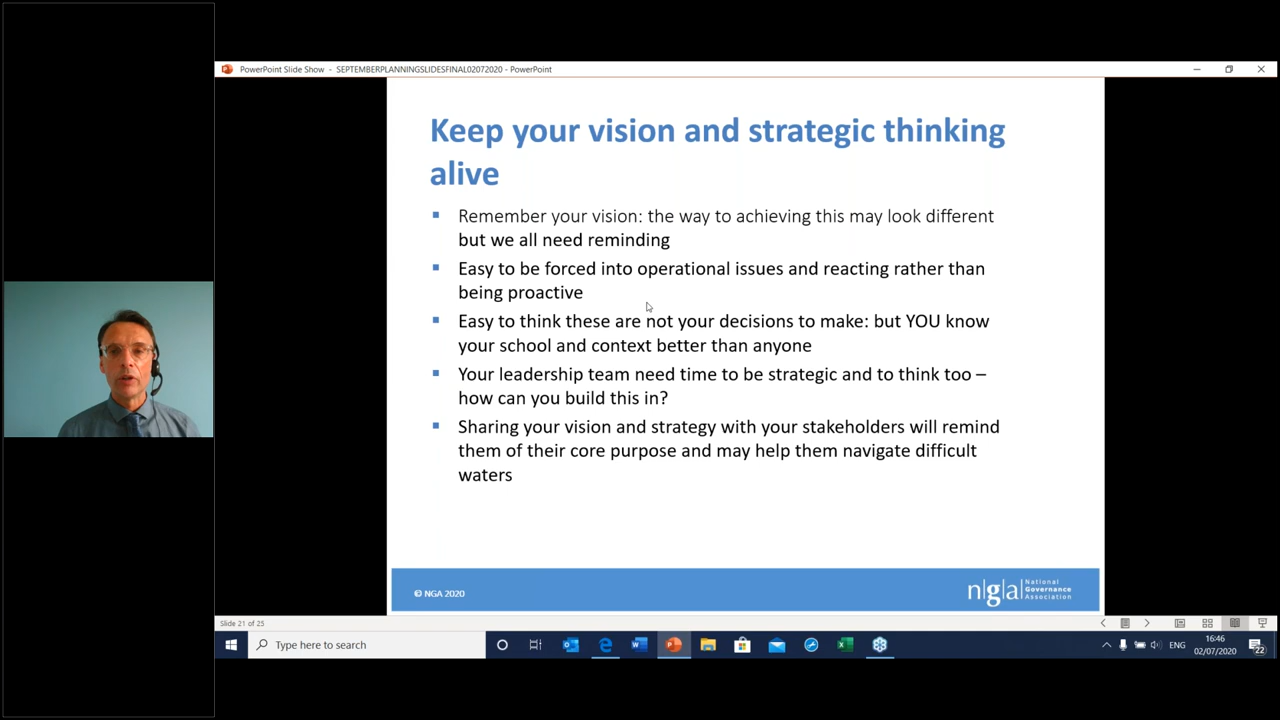 PowerPoint Slide Show - SEPTEMBERPLANNINGSLIDESFINAL02072020 - PowerPoint
Keep your vision and strategic thinking
alive
Remember your vision: the way to achieving this may look different
but we all need reminding
Easy to be forced into operational issues and reacting rather than
being proactive
Easy to think these are not your decisions to make: but YOU know
your school and context better than anyone
Your leadership team need time to be strategic and to think too –
how can you build this in?
Sharing your vision and strategy with your stakeholders will remind
them of their core purpose and may help them navigate difficult
waters
© NGA 2020
n|g|a
National
Governance
Association
Slide 21 of 25
Type here to search
ENG
16:46
02/07/2020
22